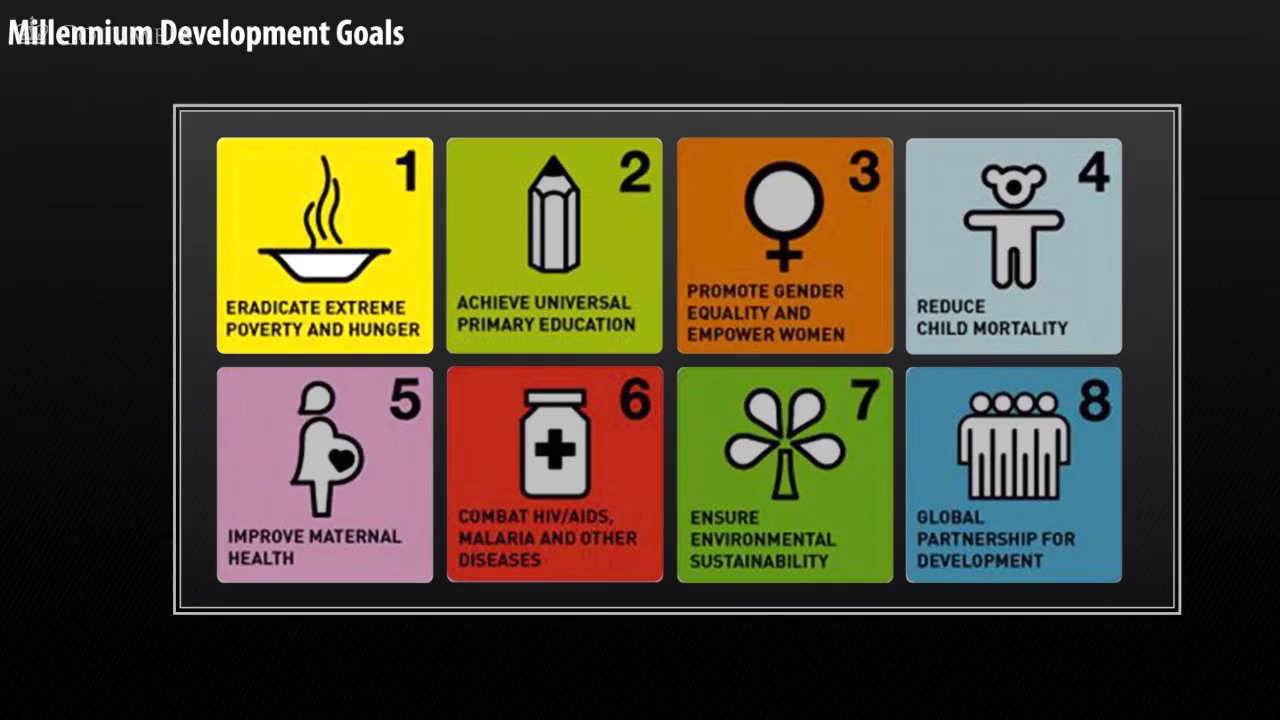 Millennium Development Goals
1
ERADICATE EXTREME
POVERTY AND HUNGER
2
ACHIEVE UNIVERSAL
PRIMARY EDUCATION
3
PROMOTE GENDER
EQUALITY AND
EMPOWER WOMEN
4
REDUCE
CHILD MORTALITY
5
IMPROVE MATERNAL
HEALTH
6
COMBAT HIV/AIDS,
MALARIA AND OTHER
DISEASES
7
ENSURE
ENVIRONMENTAL
SUSTAINABILITY
8
GLOBAL
PARTNERSHIP FOR
DEVELOPMENT